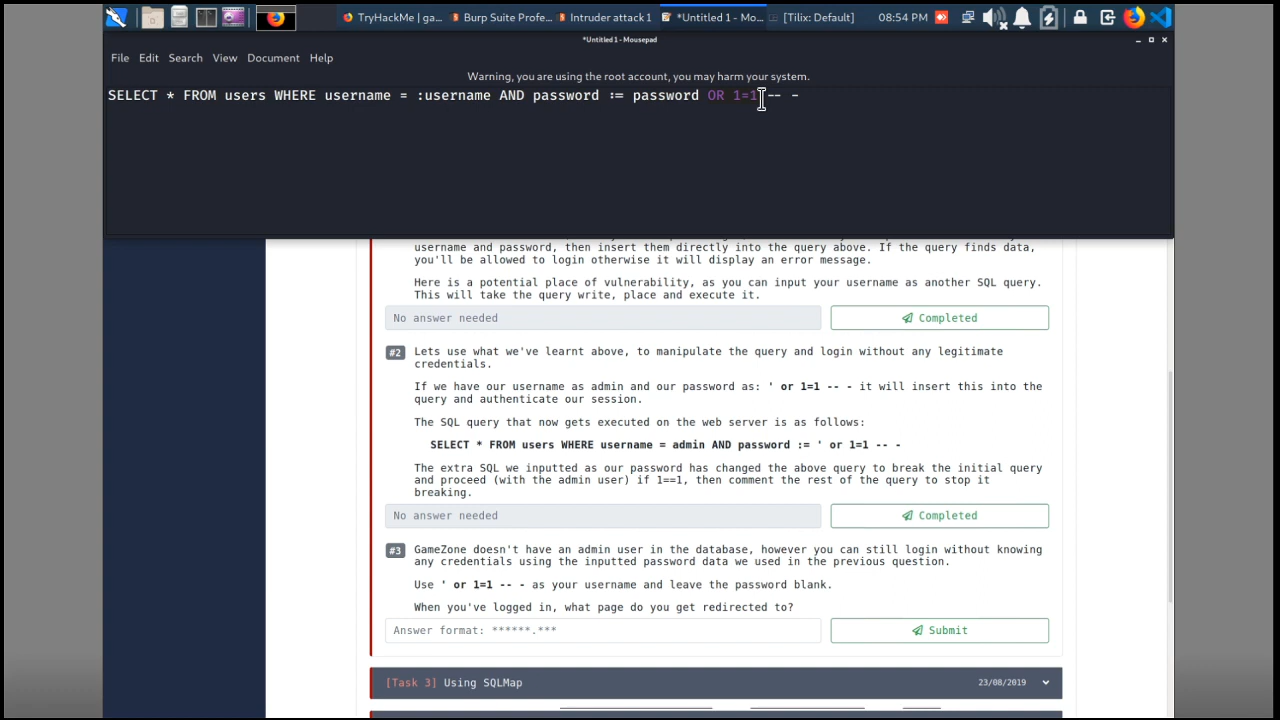 TryHackMe | ga...
Burp Suite Profe...
Intruder attack 1
*Untitled 1 - Mo...
[Tilix: Default]
08:54 PM
*Untitled 1 - Mousepad
File Edit Search View Document Help
Warning, you are using the root account, you may harm your system.
SELECT * FROM users WHERE username = :username AND password := password OR 1=1 -- -
username and password, then insert them directly into the query above. If the query finds data,
you'll be allowed to login otherwise it will display an error message.
Here is a potential place of vulnerability, as you can input your username as another SQL query.
This will take the query write, place and execute it.
No answer needed
Completed
#2
Lets use what we've learnt above, to manipulate the query and login without any legitimate
credentials.
If we have our username as admin and our password as: ' or 1=1 -- - it will insert this into the
query and authenticate our session.
The SQL query that now gets executed on the web server is as follows:
SELECT * FROM users WHERE username = admin AND password := ' or 1=1 -- -
The extra SQL we inputted as our password has changed the above query to break the initial query
and proceed (with the admin user) if 1==1, then comment the rest of the query to stop it
breaking.
No answer needed
Completed
#3
GameZone doesn't have an admin user in the database, however you can still login without knowing
any credentials using the inputted password data we used in the previous question.
Use ' or 1=1 -- - as your username and leave the password blank.
When you've logged in, what page do you get redirected to?
Answer format: ******.***
Submit
[Task 3] Using SQLMap
23/08/2019